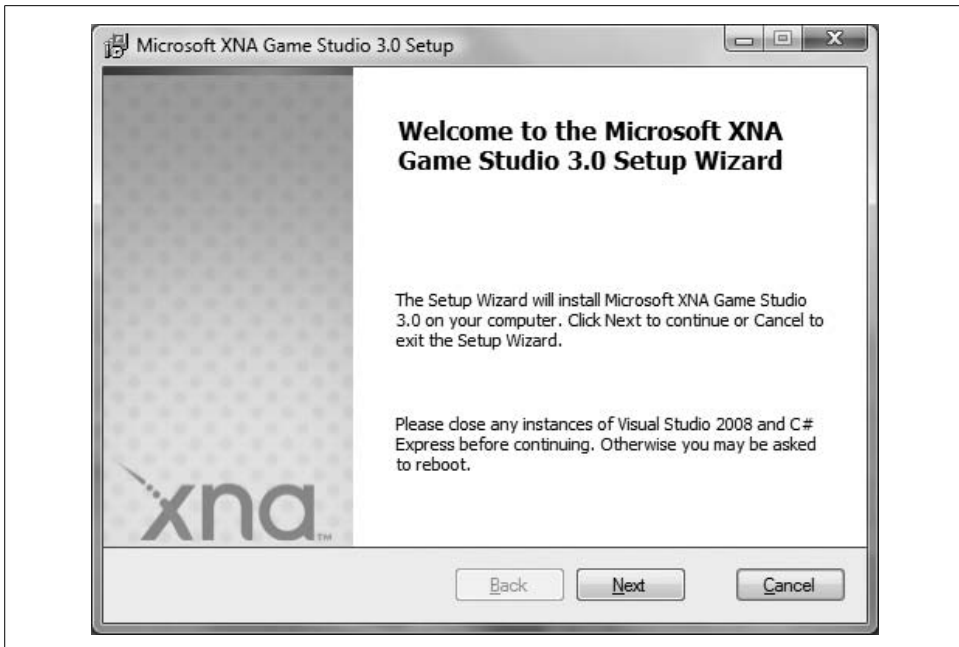 Microsoft XNA Game Studio 3.0 Setup
Welcome to the Microsoft XNA
Game Studio 3.0 Setup Wizard
The Setup Wizard will install Microsoft XNA Game Studio
3.0 on your computer. Click Next to continue or Cancel to
exit the Setup Wizard.
Please close any instances of Visual Studio 2008 and C#
Express before continuing. Otherwise you may be asked
to reboot.
xna™
Back Next Cancel